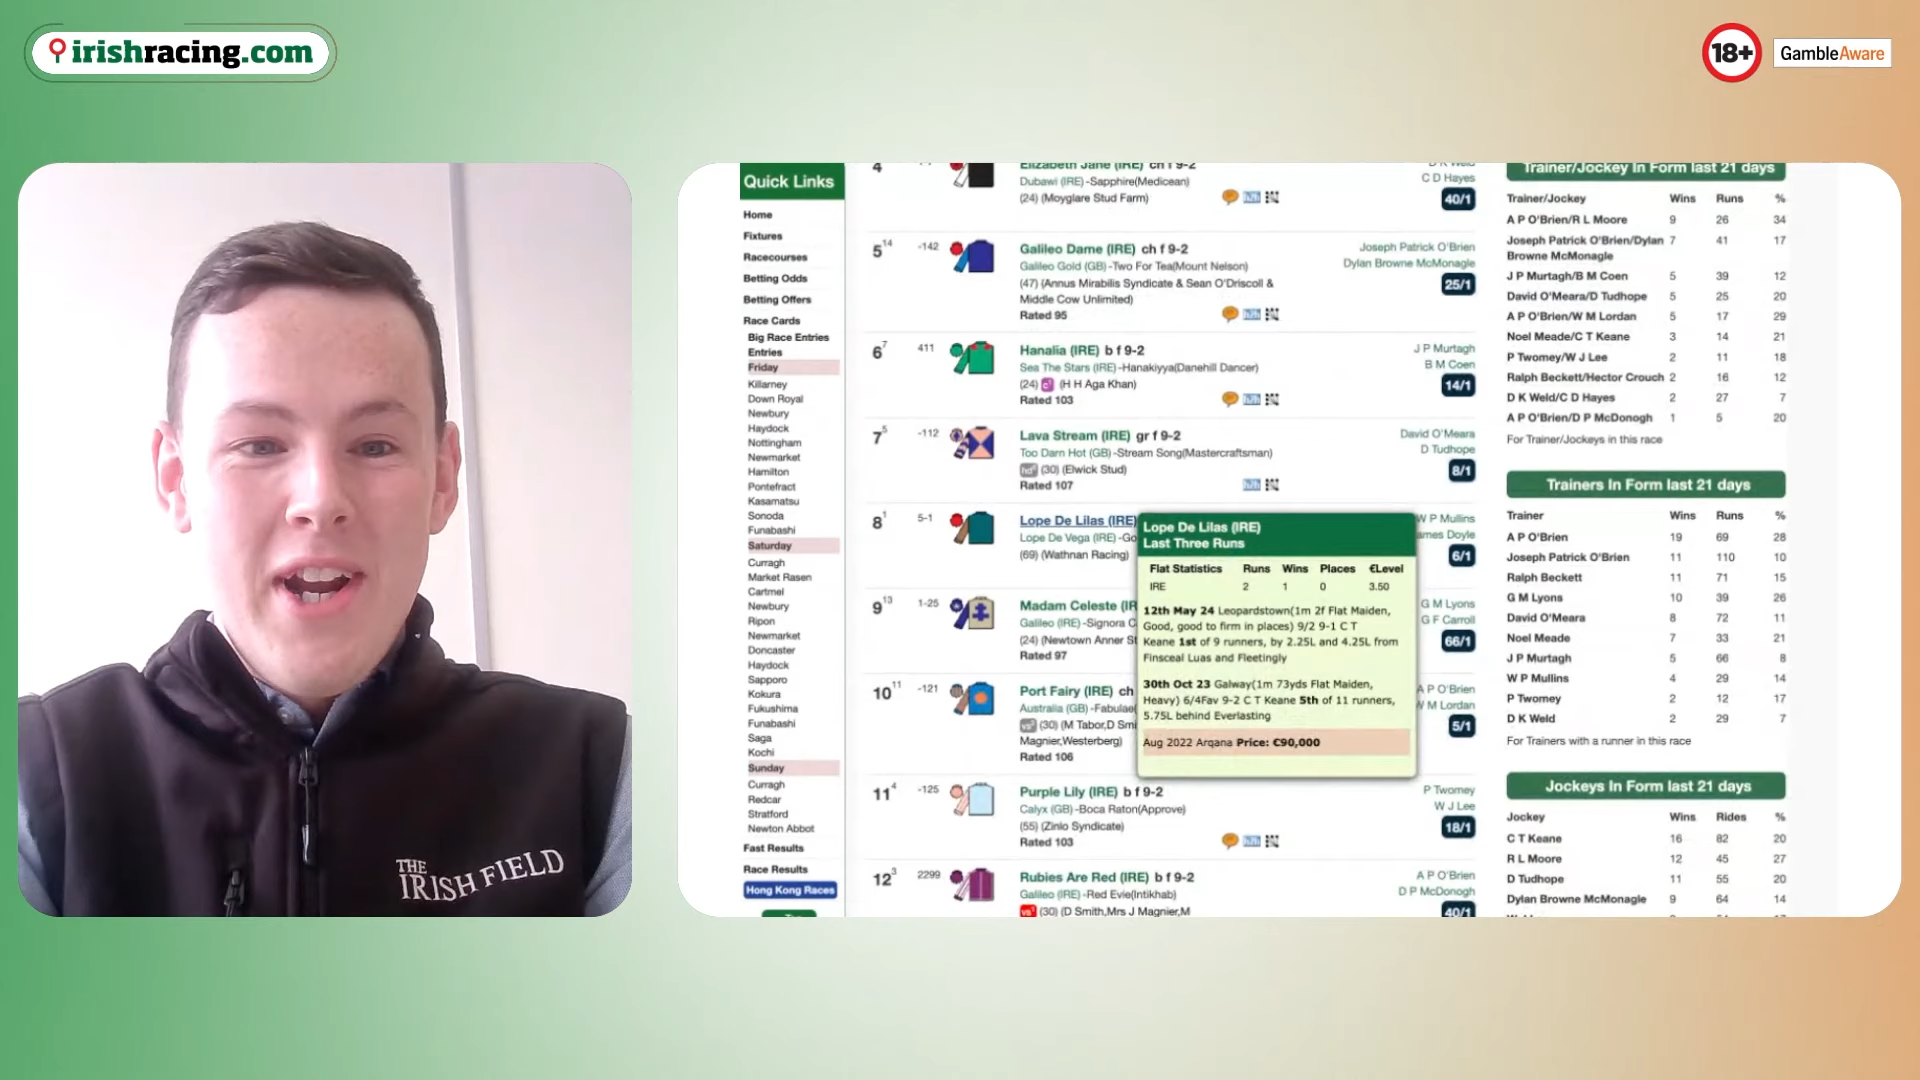 irishracing.com
18+
GambleAware
THE
IRISH FIELD
Quick Links
Home
Fixtures
Racecourses
Betting Odds
Betting Offers
Race Cards
Big Race Entries
Entries
Friday
Killarney
Down Royal
Newbury
Haydock
Nottingham
Newmarket
Hamilton
Pontefract
Kasamatsu
Sonoda
Funabashi
Saturday
Curragh
Market Rasen
Cartmel
Newbury
Ripon
Newmarket
Doncaster
Haydock
Sapporo
Kokura
Fukushima
Funabashi
Saga
Kochi
Sunday
Curragh
Redcar
Stratford
Newton Abbot
Fast Results
Race Results
Hong Kong Races
4 Elizabeth Jane (IRE) ch f 9-2 D K Weld
Dubawi (IRE) -Sapphire(Medicean) C D Hayes
(24) (Moyglare Stud Farm) 40/1
5 14 -142 Galileo Dame (IRE) ch f 9-2 Joseph Patrick O'Brien
Galileo Gold (GB) -Two For Tea(Mount Nelson) Dylan Browne McMonagle
(47) (Annus Mirabilis Syndicate & Sean O'Driscoll & 25/1
Middle Cow Unlimited)
Rated 95
6 7 411 Hanalia (IRE) b f 9-2 J P Murtagh
Sea The Stars (IRE) -Hanakiyya(Danehill Dancer) B M Coen
(24) c1 (H H Aga Khan) 14/1
Rated 103
7 5 -112 Lava Stream (IRE) gr f 9-2 David O'Meara
Too Darn Hot (GB) -Stream Song(Mastercraftsman) D Tudhope
(30) (Elwick Stud) 8/1
Rated 107
8 1 5-1 Lope De Lilas (IRE) W P Mullins
Lope De Vega (IRE) -Go ames Doyle
(69) (Wathnan Racing) 6/1
9 13 1-25 Madam Celeste (IR G M Lyons
Galileo (IRE) -Signora C G F Carroll
(24) (Newtown Anner St 66/1
Rated 97
10 11 -121 Port Fairy (IRE) ch A P O'Brien
Australia (GB) -Fabulae W M Lordan
(30) (M Tabor,D Smi 5/1
Magnier,Westerberg)
Rated 106
11 4 -125 Purple Lily (IRE) b f 9-2 P Twomey
Calyx (GB) -Boca Raton(Approve) W J Lee
(55) (Zinlo Syndicate) 18/1
Rated 103
12 3 2299 Rubies Are Red (IRE) b f 9-2 A P O'Brien
Galileo (IRE) -Red Evie(Intikhab) D P McDonogh
(30) (D Smith,Mrs J Magnier,M 40/1
Lope De Lilas (IRE)
Last Three Runs
Flat Statistics Runs Wins Places €Level
IRE 2 1 0 3.50
12th May 24 Leopardstown(1m 2f Flat Maiden,
Good, good to firm in places) 9/2 9-1 C T
Keane 1st of 9 runners, by 2.25L and 4.25L from
Finsceal Luas and Fleetingly
30th Oct 23 Galway(1m 73yds Flat Maiden,
Heavy) 6/4Fav 9-2 C T Keane 5th of 11 runners,
5.75L behind Everlasting
Aug 2022 Arqana Price: €90,000
Trainer/Jockey In Form last 21 days
Trainer/Jockey Wins Runs %
A P O'Brien/R L Moore 9 26 34
Joseph Patrick O'Brien/Dylan 7 41 17
Browne McMonagle
J P Murtagh/B M Coen 5 39 12
David O'Meara/D Tudhope 5 25 20
A P O'Brien/W M Lordan 5 17 29
Noel Meade/C T Keane 3 14 21
P Twomey/W J Lee 2 11 18
Ralph Beckett/Hector Crouch 2 16 12
D K Weld/C D Hayes 2 27 7
A P O'Brien/D P McDonogh 1 5 20
For Trainer/Jockeys in this race
Trainers In Form last 21 days
Trainer Wins Runs %
A P O'Brien 19 69 28
Joseph Patrick O'Brien 11 110 10
Ralph Beckett 11 71 15
G M Lyons 10 39 26
David O'Meara 8 72 11
Noel Meade 7 33 21
J P Murtagh 5 66 8
W P Mullins 4 29 14
P Twomey 2 12 17
D K Weld 2 29 7
For Trainers with a runner in this race
Jockeys In Form last 21 days
Jockey Wins Rides %
C T Keane 16 82 20
R L Moore 12 45 27
D Tudhope 11 55 20
Dylan Browne McMonagle 9 64 14